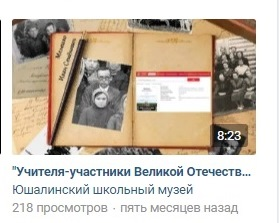 8:23
"Учителя-участники Великой Отечеств...
Юшалинский школьный музей
218 просмотров · пять месяцев назад